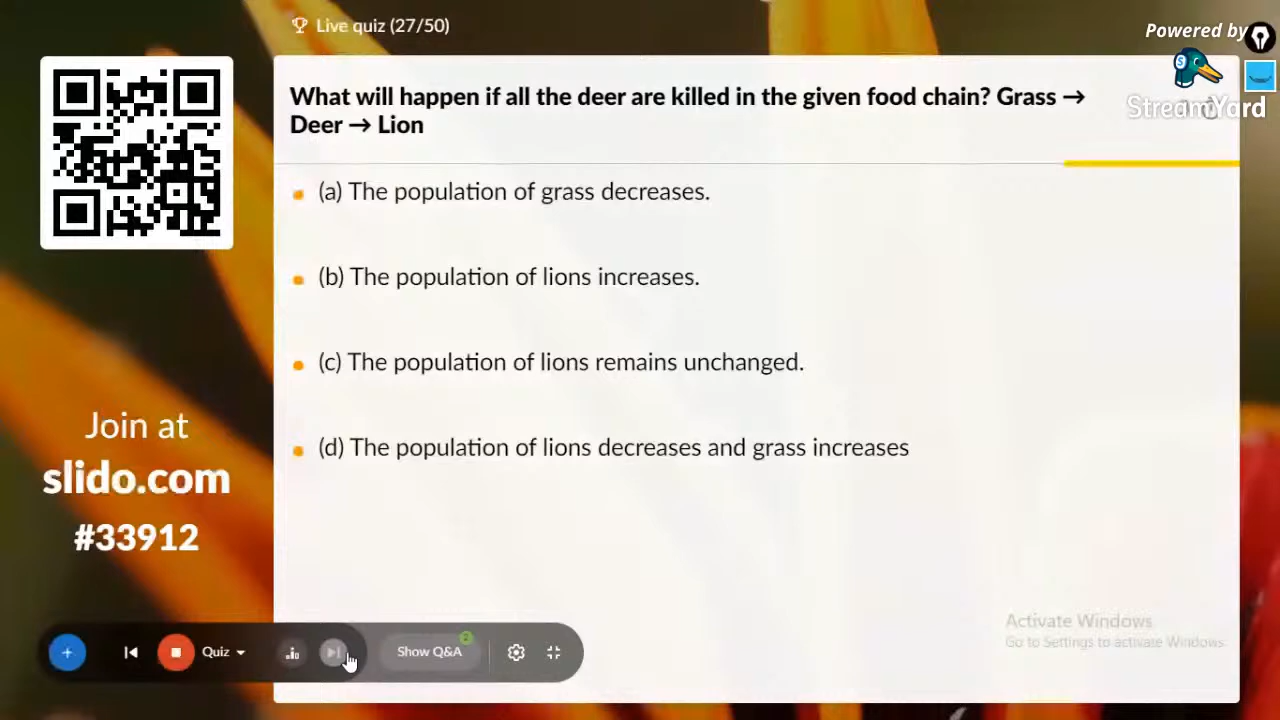 Live quiz (27/50)
Powered by
StreamYard
What will happen if all the deer are killed in the given food chain? Grass →
Deer → Lion
(a) The population of grass decreases.
(b) The population of lions increases.
(c) The population of lions remains unchanged.
(d) The population of lions decreases and grass increases
Join at
slido.com
#33912
Quiz
Show Q&A
2
Activate Windows
Go to Settings to activate Windows.